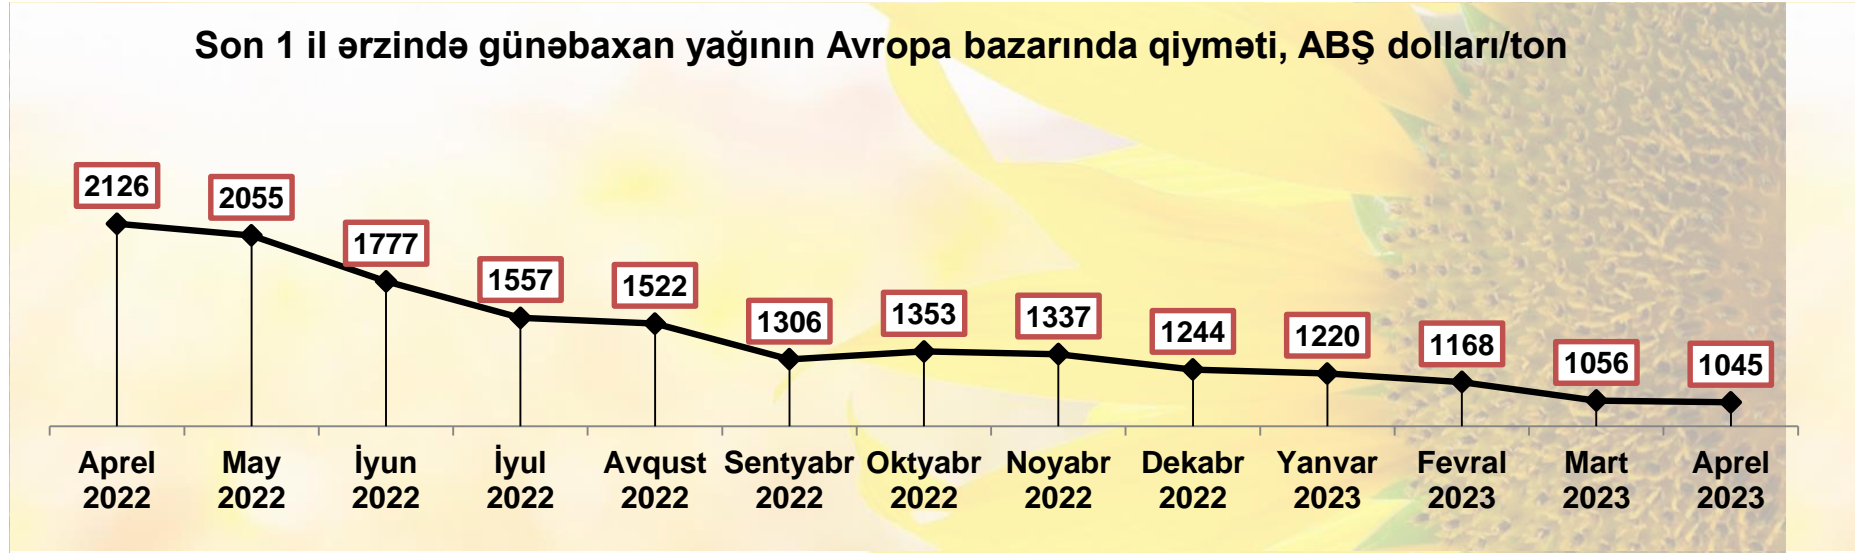 Son 1 il ərzində günəbaxan yağının Avropa bazarında qiyməti, ABŞ dolları/ton
2126
2055
1777
1557
1522
1306
1353
1337
1244
1220
1168
1056
1045
Aprel
2022
May
2022
İyun
2022
İyul
2022
Avqust
2022
Sentyabr
2022
Oktyabr
2022
Noyabr
2022
Dekabr
2022
Yanvar
2023
Fevral
2023
Mart
2023
Aprel
2023